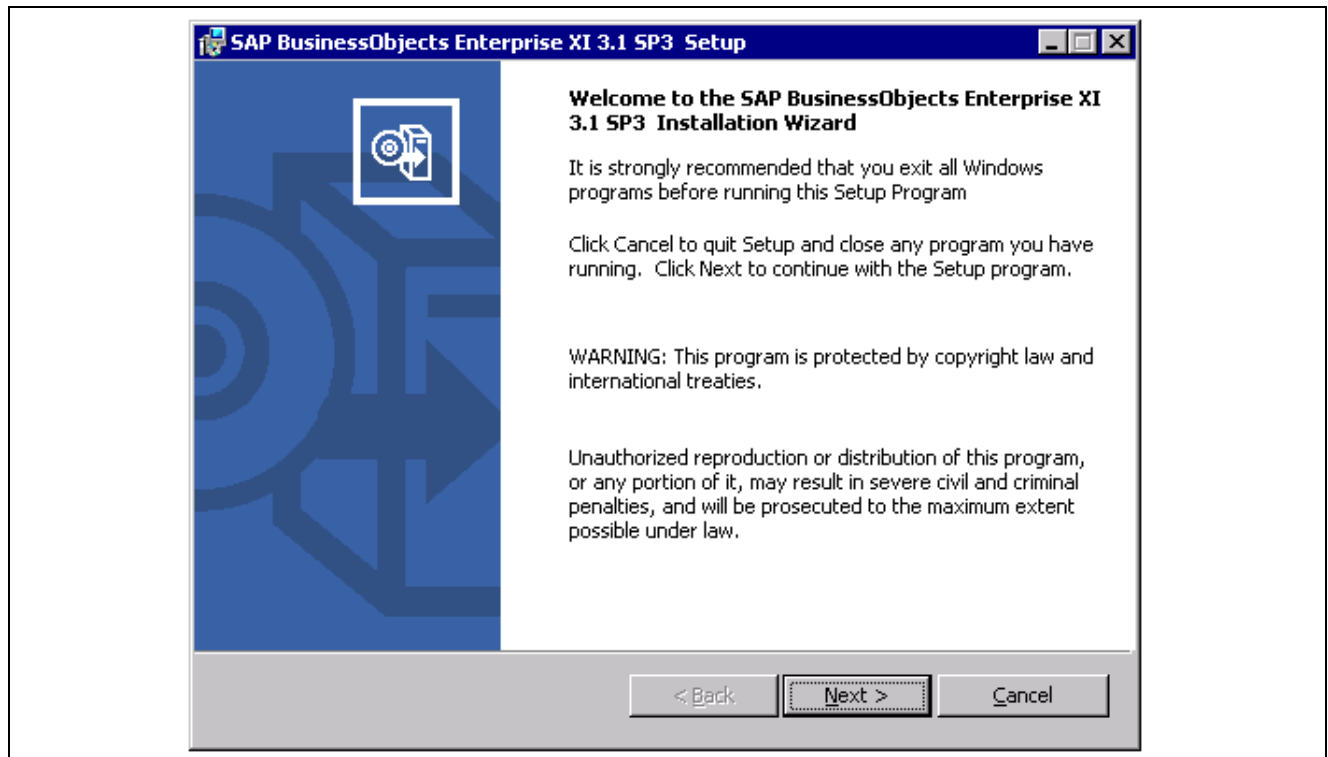 SAP BusinessObjects Enterprise XI 3.1 SP3 Setup
Welcome to the SAP BusinessObjects Enterprise XI
3.1 SP3 Installation Wizard
It is strongly recommended that you exit all Windows
programs before running this Setup Program
Click Cancel to quit Setup and close any program you have
running. Click Next to continue with the Setup program.
WARNING: This program is protected by copyright law and
international treaties.
Unauthorized reproduction or distribution of this program,
or any portion of it, may result in severe civil and criminal
penalties, and will be prosecuted to the maximum extent
possible under law.
< Back Next > Cancel